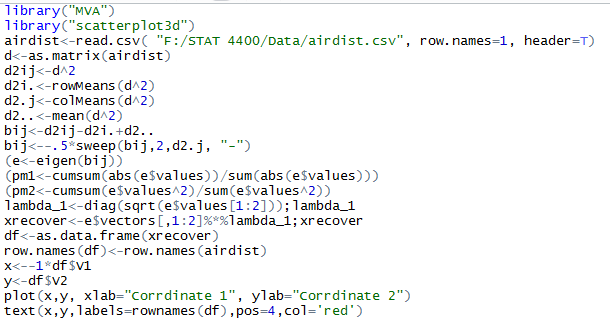 library("MVA")
library("scatterplot3d")
airdist<-read.csv( "F:/STAT 4400/Data/airdist.csv", row.names=1, header=T)
d<-as.matrix(airdist)
d2ij<-d^2
d2i.<-rowMeans(d^2)
d2.j<-colMeans(d^2)
d2..<-mean(d^2)
bij<-d2ij-d2i.+d2..
bij<--.5*sweep(bij,2,d2.j, "-")
(e<-eigen(bij))
(pm1<-cumsum(abs(e$values))/sum(abs(e$values)))
(pm2<-cumsum(e$values^2)/sum(e$values^2))
lambda_1<-diag(sqrt(e$values[1:2]));lambda_1
xrecover<-e$vectors[,1:2]%*%lambda_1;xrecover
df<-as.data.frame(xrecover)
row.names(df)<-row.names(airdist)
x<--1*df$V1
y<-df$V2
plot(x,y, xlab="Corrdinate 1", ylab="Corrdinate 2")
text(x,y,labels=rownames(df),pos=4,col='red')